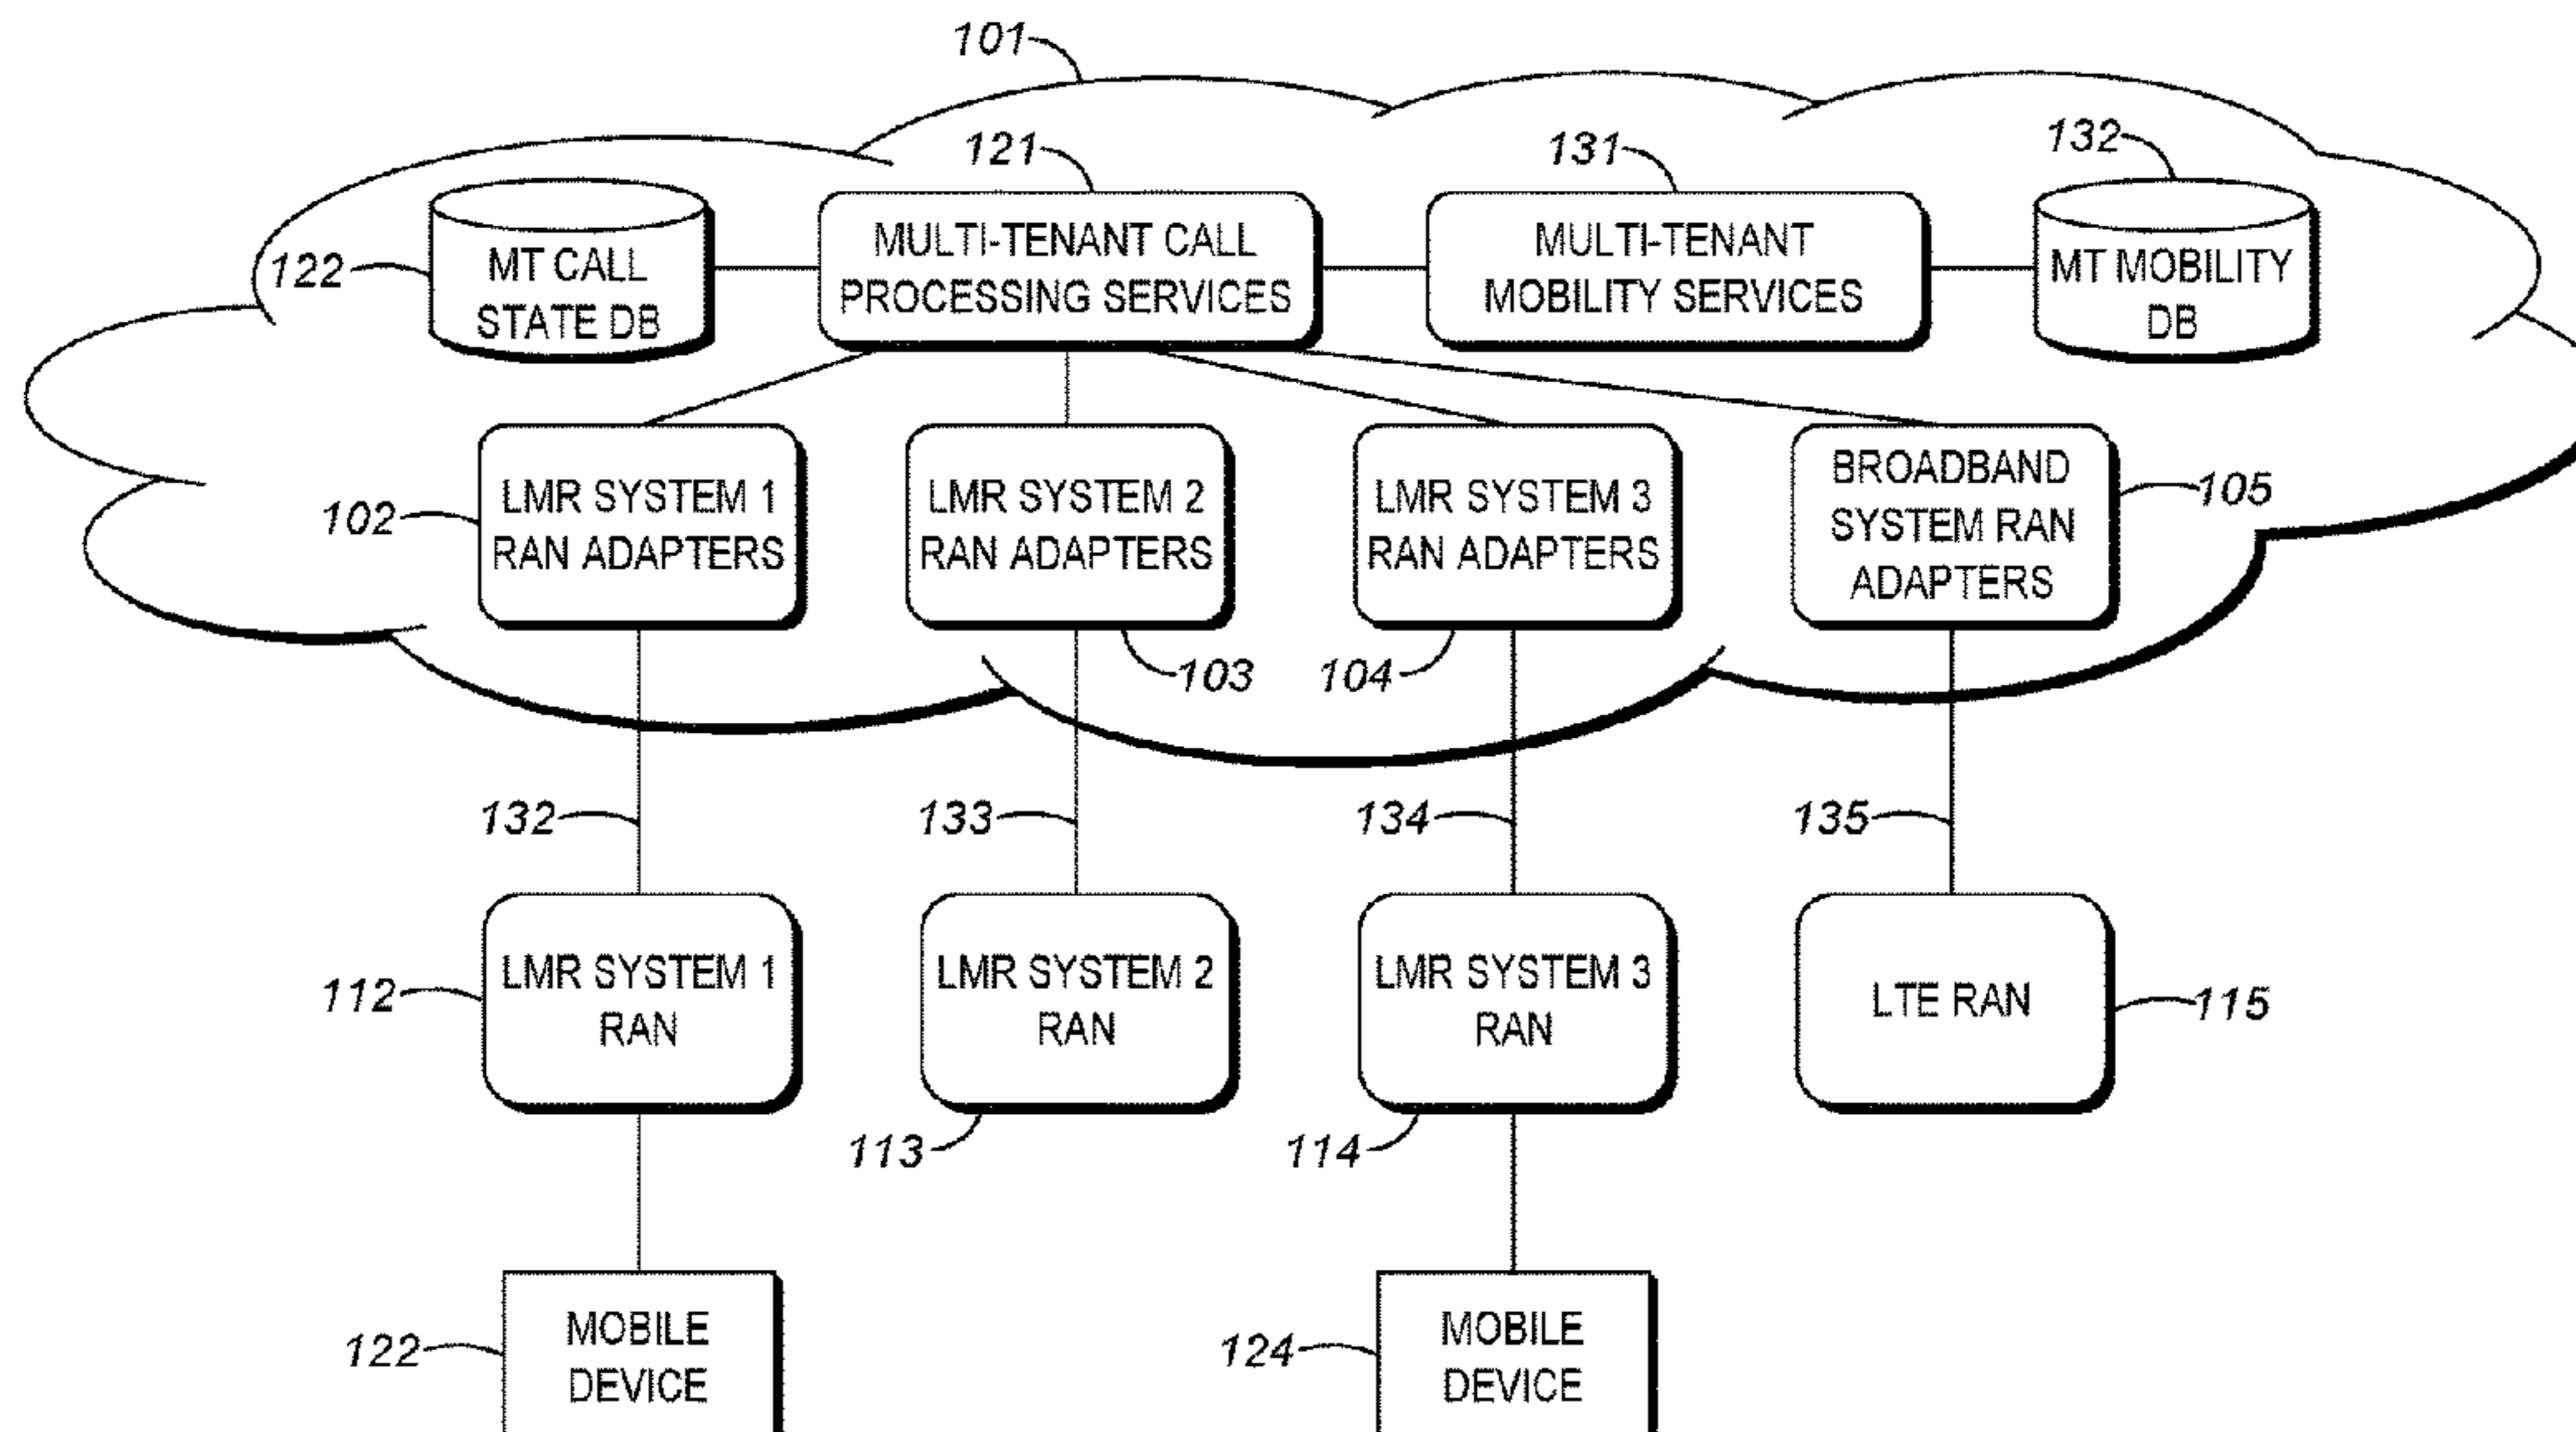 101
121
131
132
122
MT CALL
STATE DB
MULTI-TENANT CALL
PROCESSING SERVICES
MULTI-TENANT
MOBILITY SERVICES
MT MOBILITY
DB
102
LMR SYSTEM 1
RAN ADAPTERS
LMR SYSTEM 2
RAN ADAPTERS
LMR SYSTEM 3
RAN ADAPTERS
BROADBAND
SYSTEM RAN
ADAPTERS
105
103
104
132
133
134
135
112
LMR SYSTEM 1
RAN
LMR SYSTEM 2
RAN
LMR SYSTEM 3
RAN
LTE RAN
115
113
114
122
MOBILE
DEVICE
124
MOBILE
DEVICE